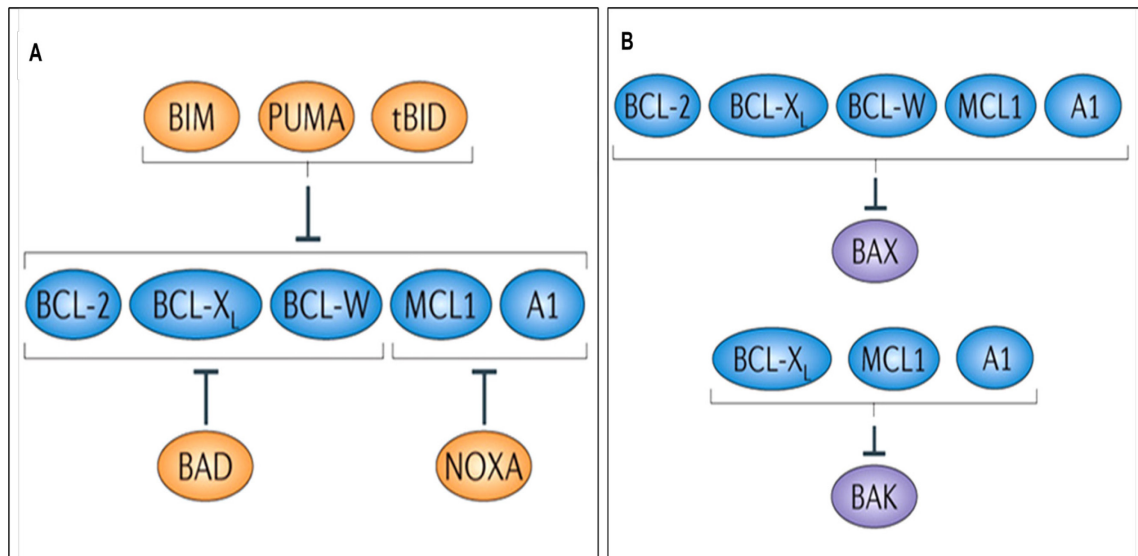 A
BIM PUMA tBID
BCL-2 BCL-XL BCL-W MCL1 A1
BAD NOXA
B
BCL-2 BCL-XL BCL-W MCL1 A1
BAX
BCL-XL MCL1 A1
BAK